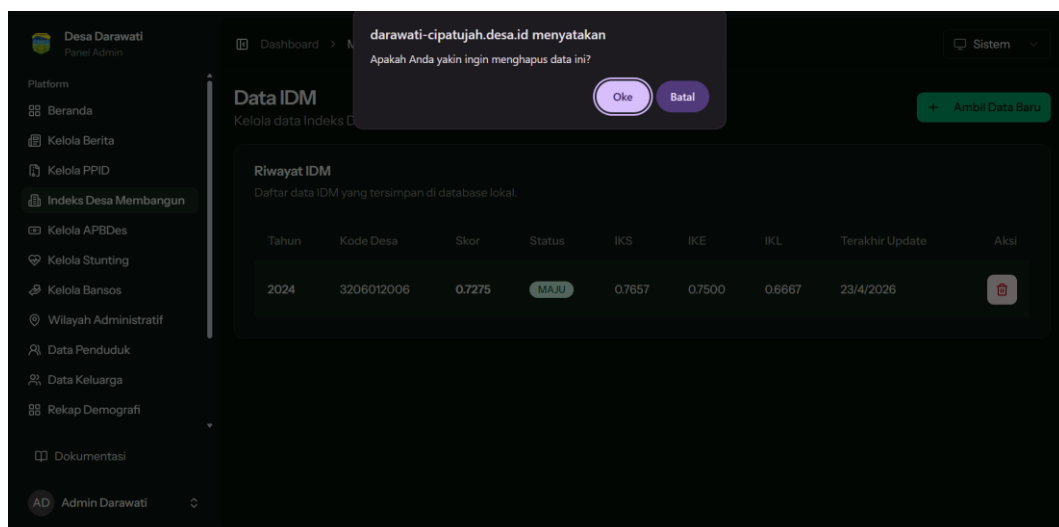 Desa Darawati
Panel Admin
Platform
Beranda
Kelola Berita
Kelola PPID
Indeks Desa Membangun
Kelola APBDes
Kelola Stunting
Kelola Bansos
Wilayah Administratif
Data Penduduk
Data Keluarga
Rekap Demografi
Dokumentasi
AD Admin Darawati
Dashboard >
Sistem
darawati-cipatujah.desa.id menyatakan
Apakah Anda yakin ingin menghapus data ini?
Oke Batal
Data IDM
Kelola data Indeks D
+ Ambil Data Baru
Riwayat IDM
Daftar data IDM yang tersimpan di database lokal.
Tahun Kode Desa Skor Status IKS IKE IKL Terakhir Update Aksi
2024 3206012006 0.7275 MAJU 0.7657 0.7500 0.6667 23/4/2026